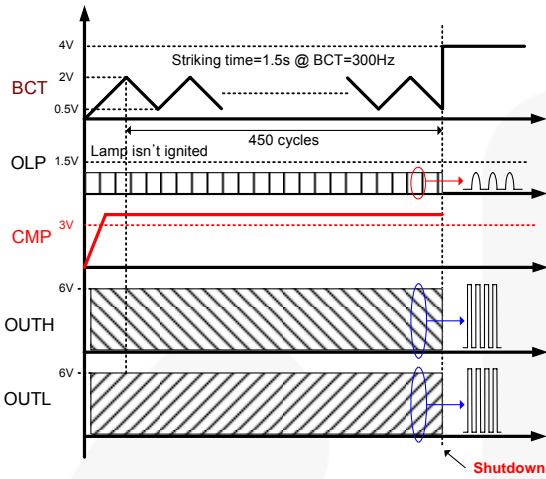 4V
Striking time=1.5s @ BCT=300Hz
2V
BCT
0.5V
450 cycles
Lamp isn't ignited
OLP
1.5V
3V
CMP
6V
OUTH
6V
OUTL
Shutdown